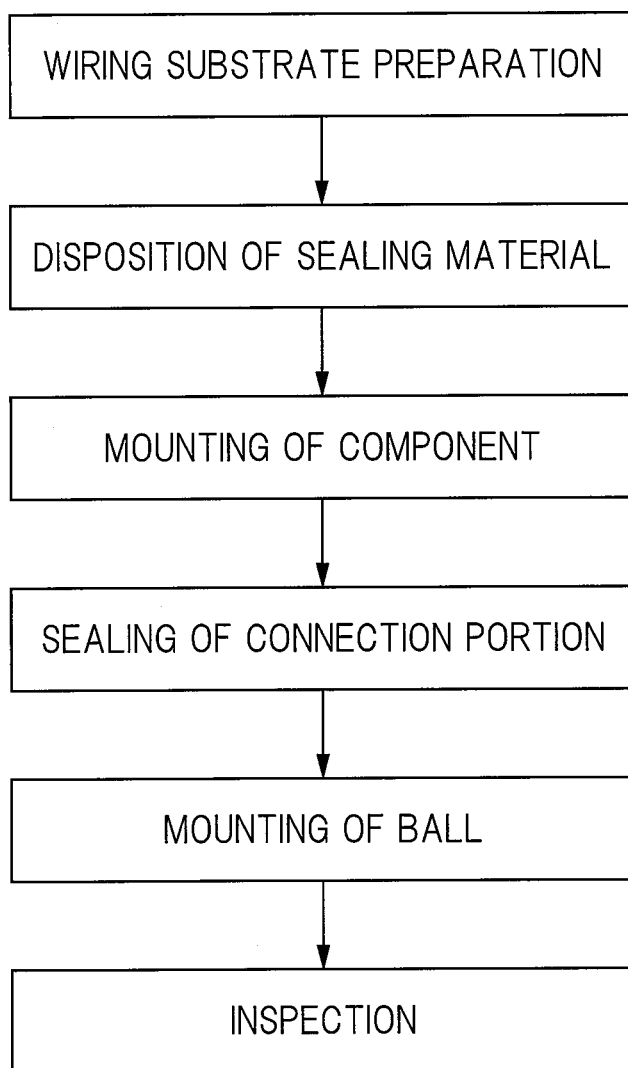 WIRING SUBSTRATE PREPARATION
DISPOSITION OF SEALING MATERIAL
MOUNTING OF COMPONENT
SEALING OF CONNECTION PORTION
MOUNTING OF BALL
INSPECTION